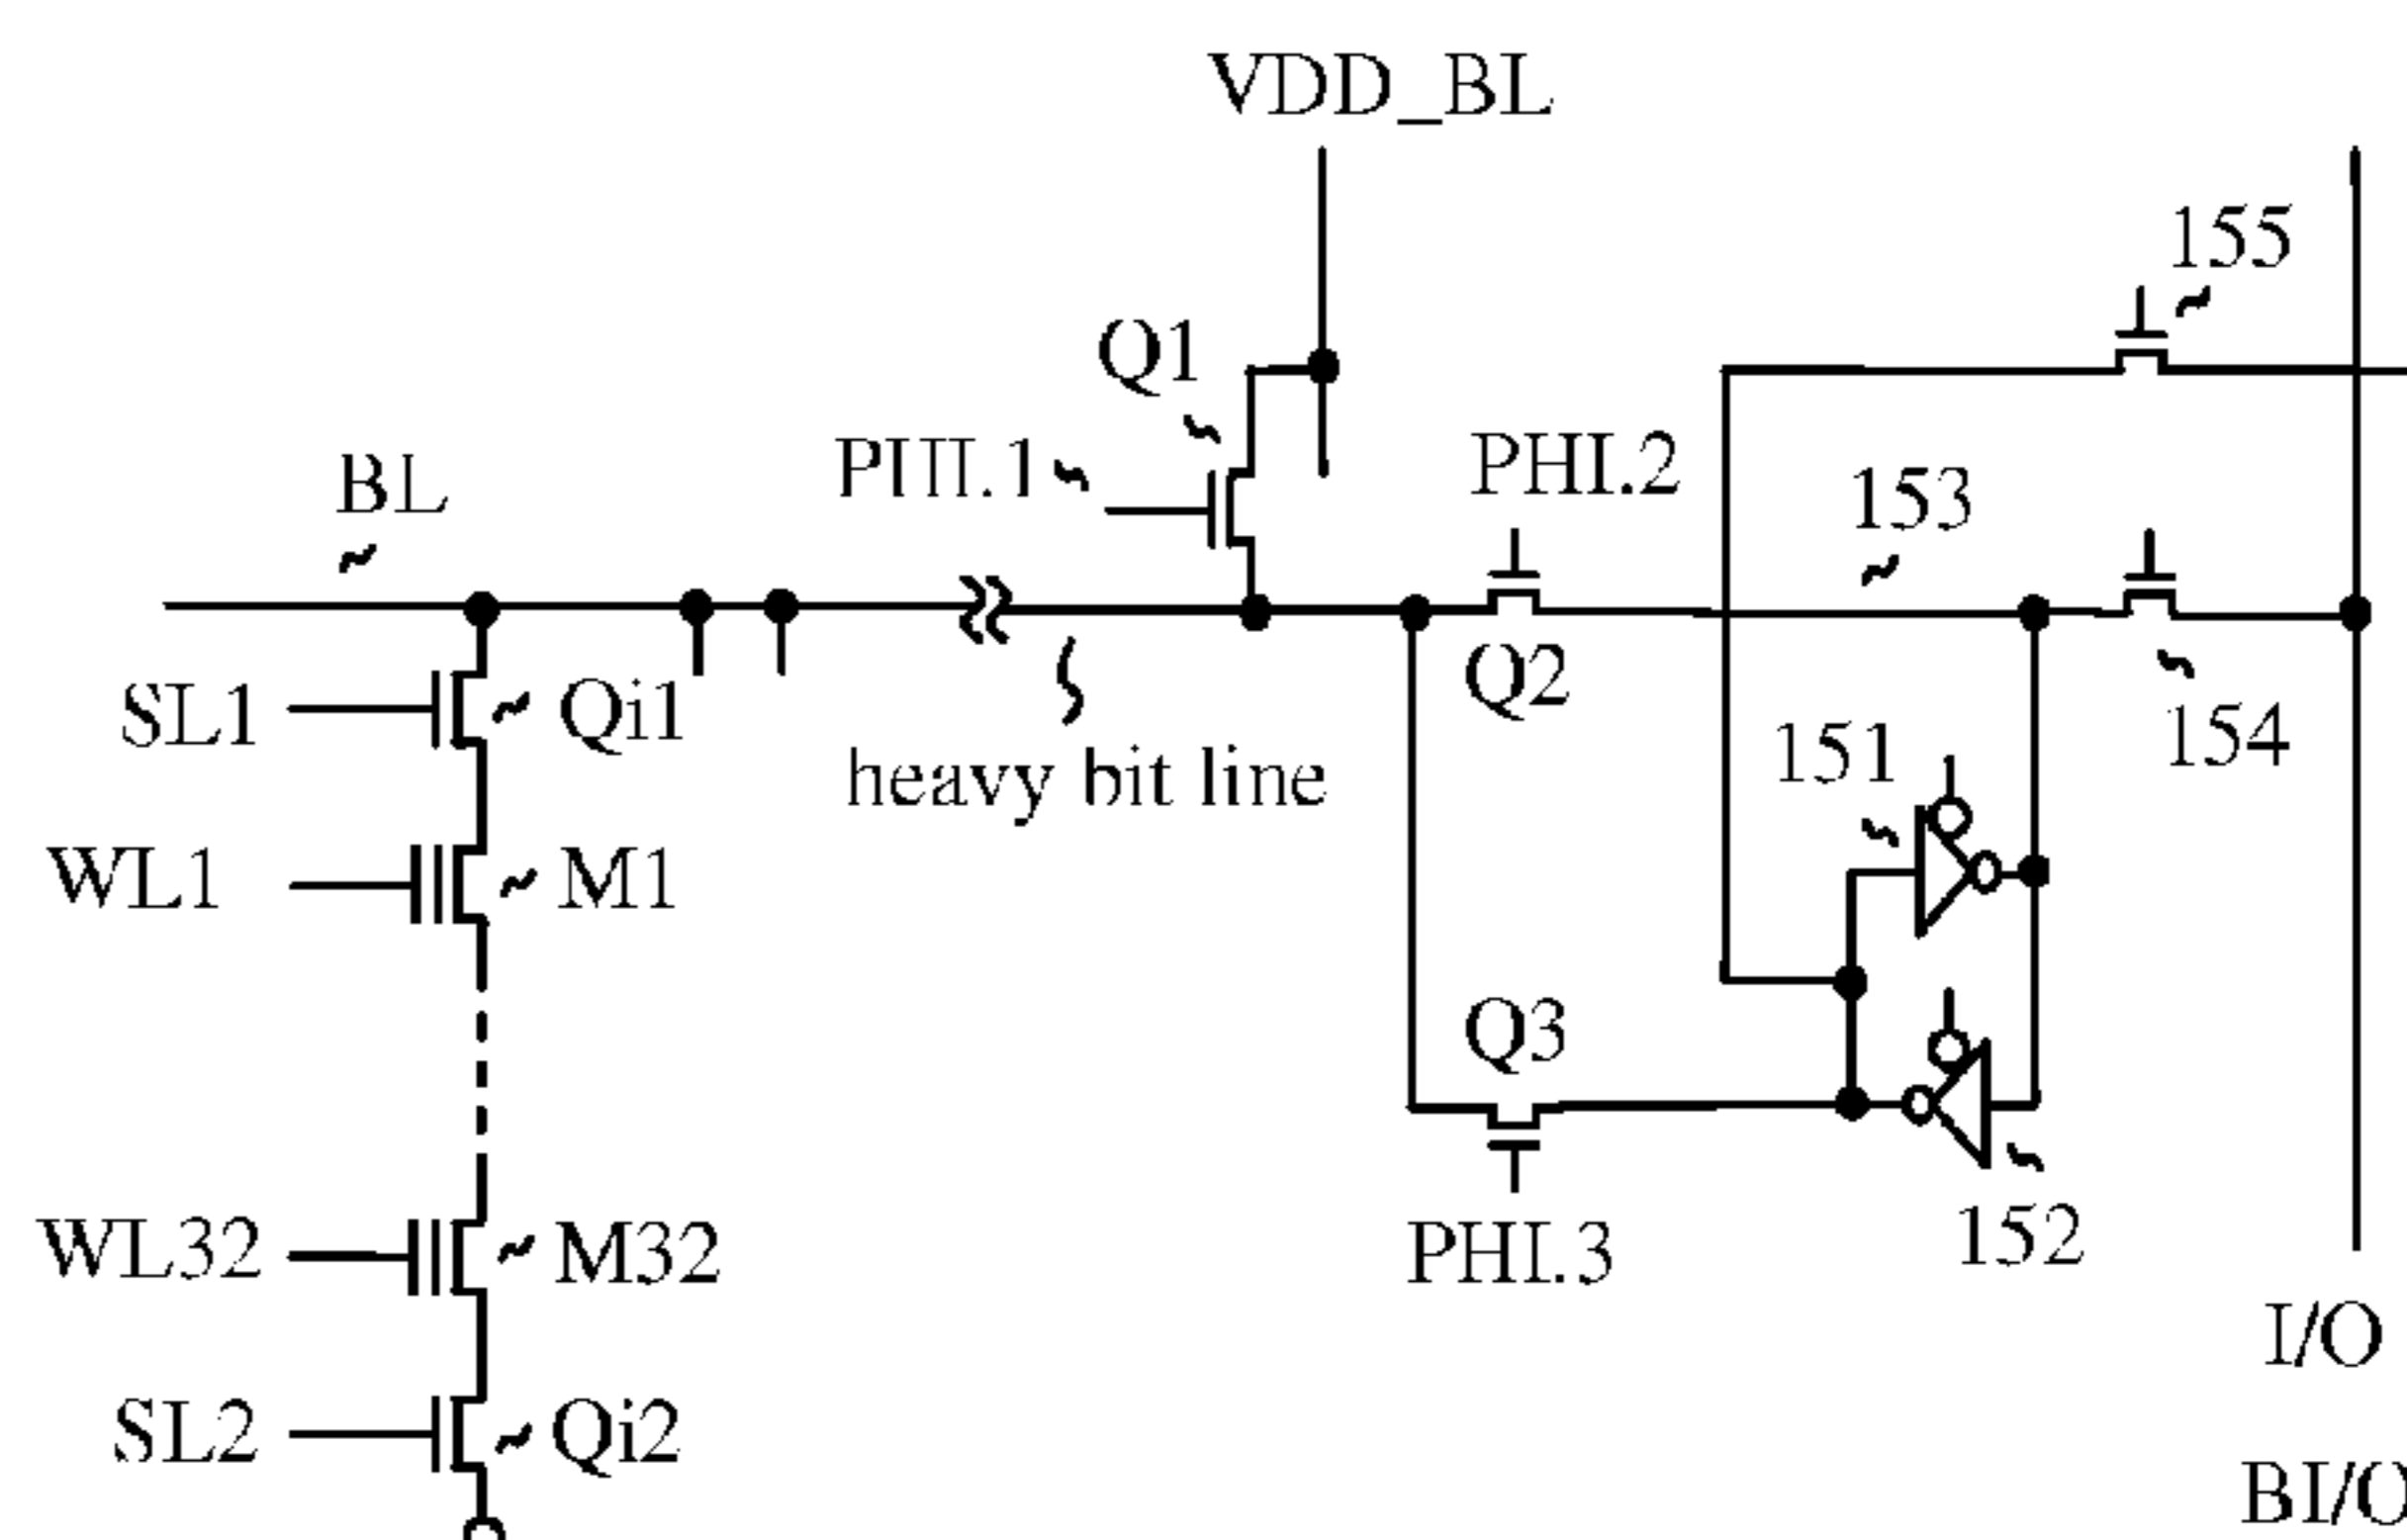 VDD_BL
155
Q1
PHI.1
PHI.2
BL
153
SL1
Qi1
Q2
154
151
heavy bit line
WL1
M1
Q3
WL32
M32
PHI.3
152
I/O
SL2
Qi2
BI/O